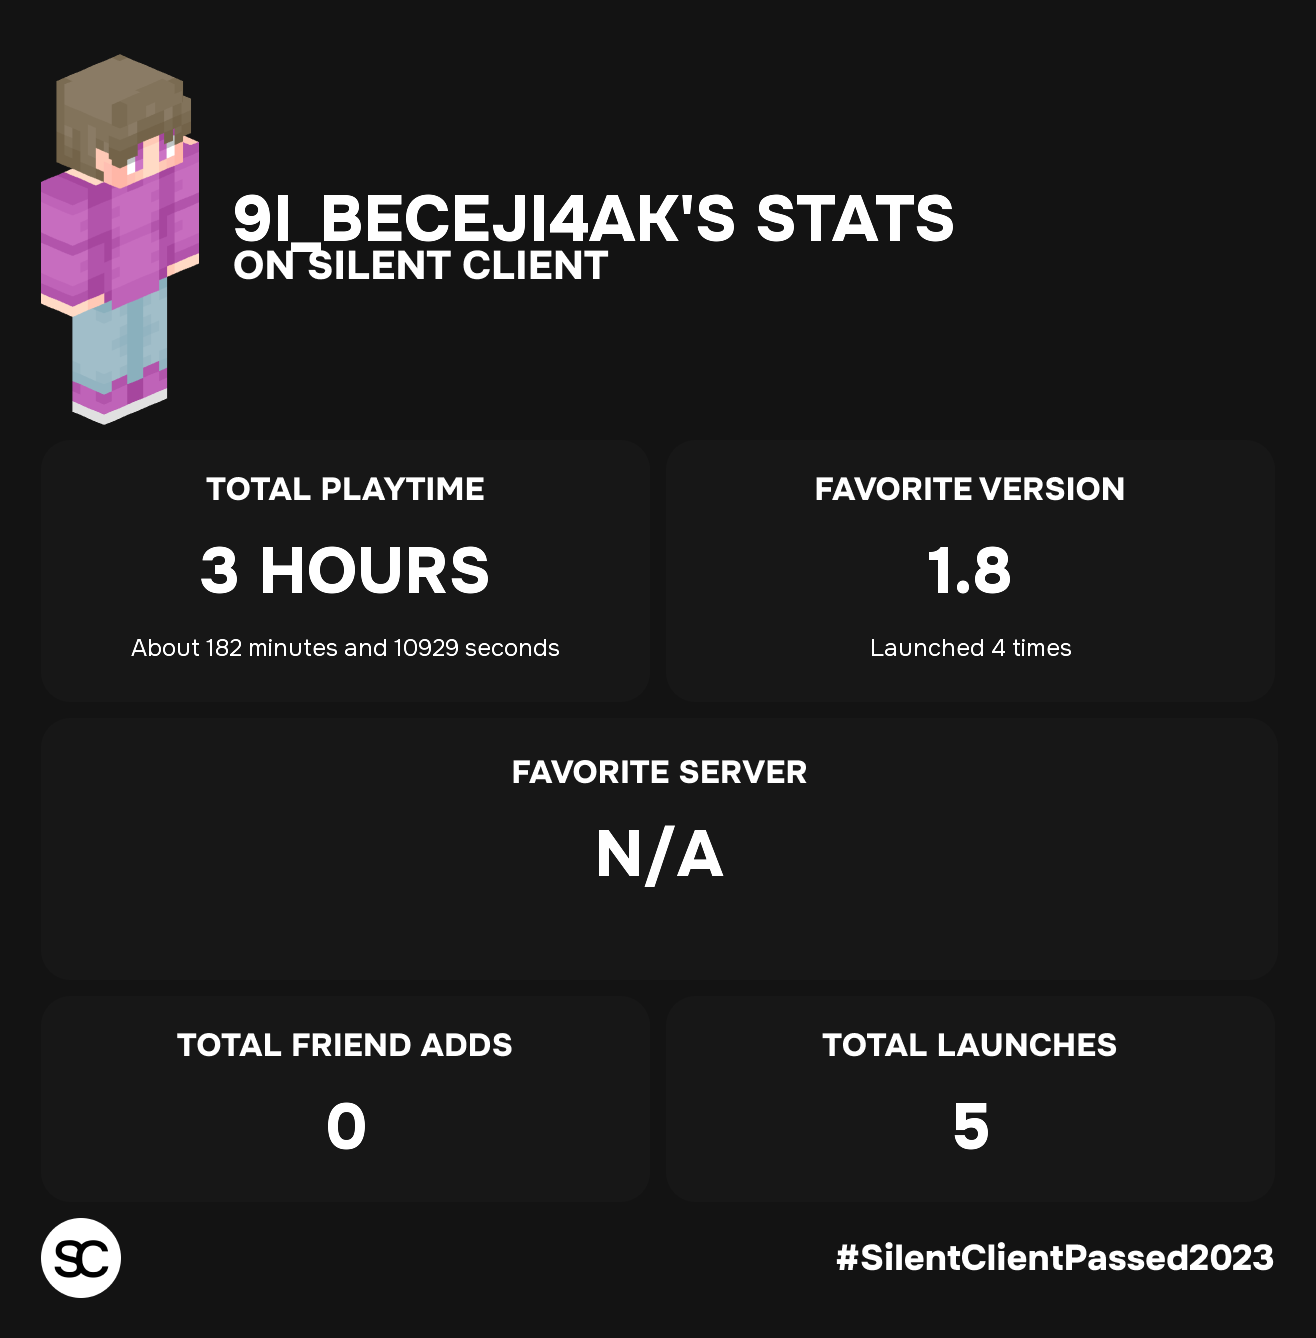 9I_BECEJI4AK'S STATS
ON SILENT CLIENT
TOTAL PLAYTIME
3 HOURS
About 182 minutes and 10929 seconds
FAVORITE VERSION
1.8
Launched 4 times
FAVORITE SERVER
N/A
TOTAL FRIEND ADDS
0
TOTAL LAUNCHES
5
SC
#SilentClientPassed2023